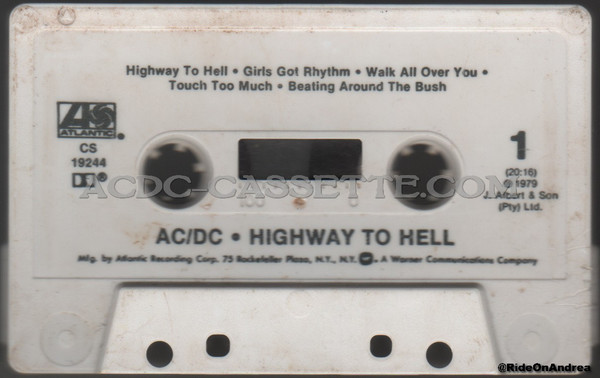 Highway To Hell • Girls Got Rhythm • Walk All Over You •
Touch Too Much • Beating Around The Bush
ATLANTIC
CS
19244
1
(20:16)
℗ 1979
J. Albert & Son
(Pty) Ltd.
ACDC-CASSETTE.COM
100 0
AC/DC • HIGHWAY TO HELL
Mfg. by Atlantic Recording Corp. 75 Rockefeller Plaza, N.Y., N.Y. A Warner Communications Company
@RideOnAndrea